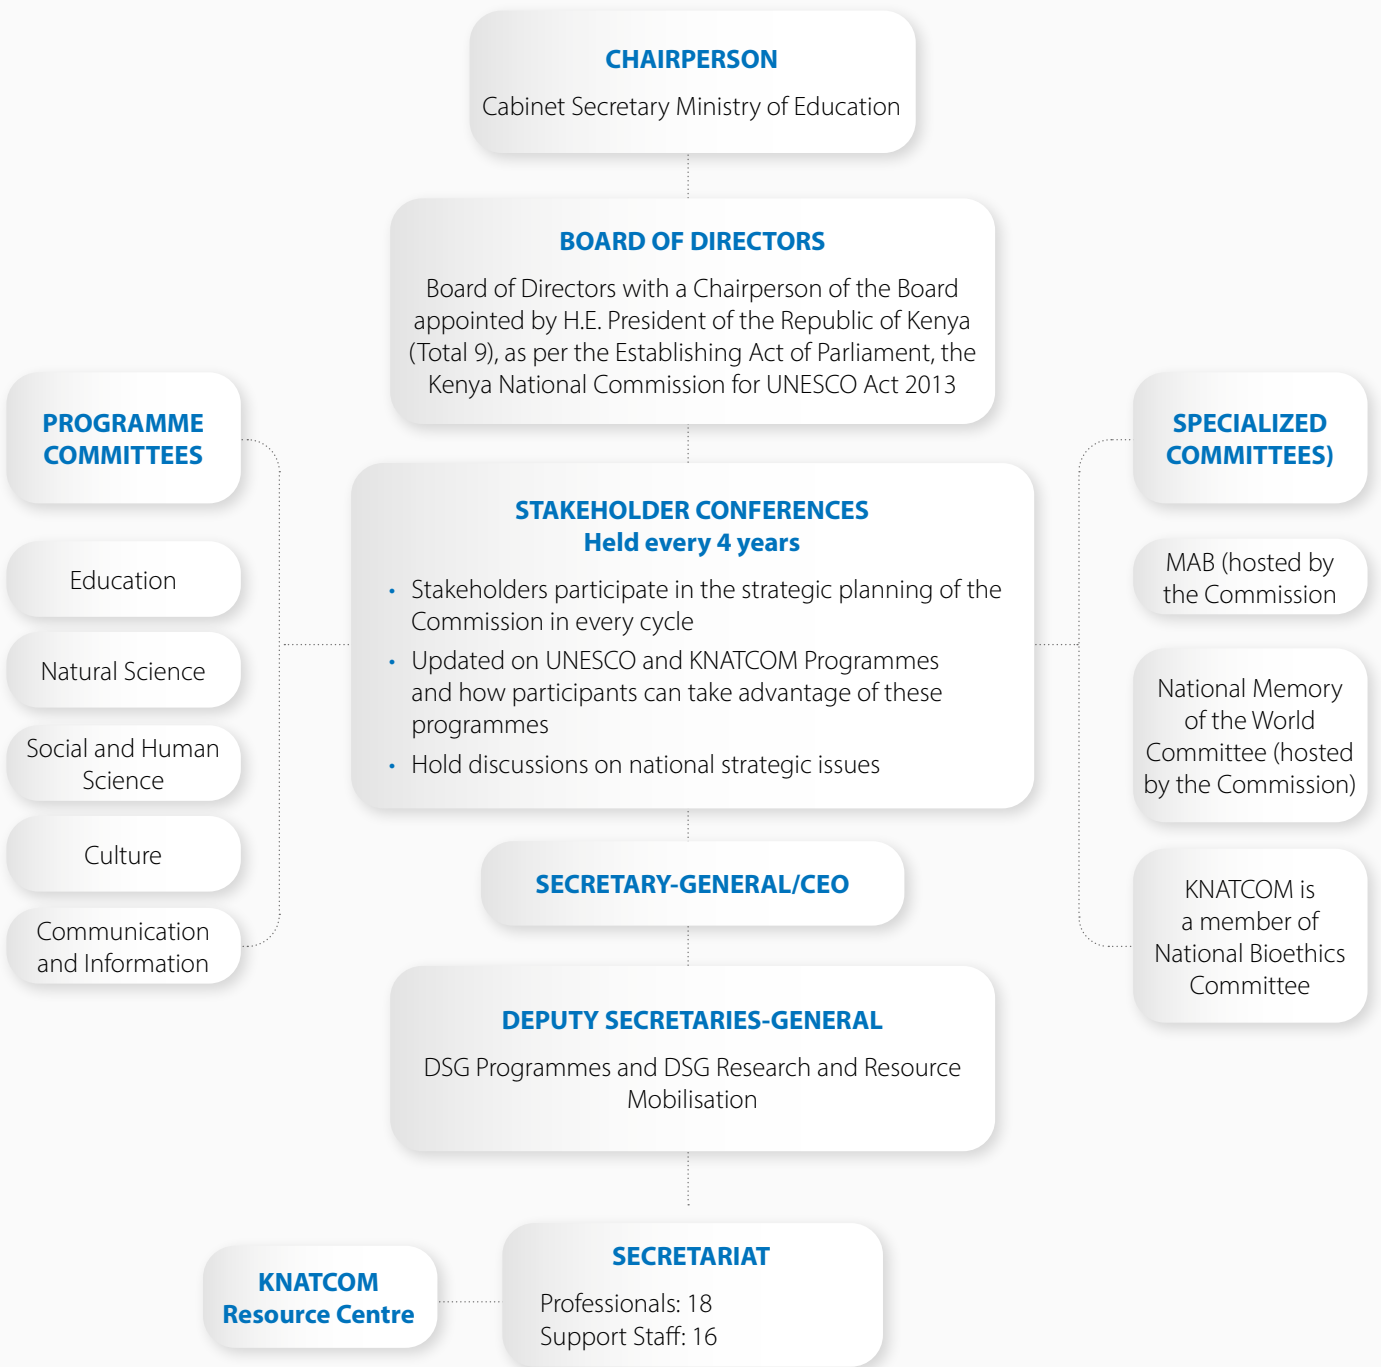 CHAIRPERSON
Cabinet Secretary Ministry of Education
BOARD OF DIRECTORS
Board of Directors with a Chairperson of the Board
appointed by H.E. President of the Republic of Kenya
(Total 9), as per the Establishing Act of Parliament, the
Kenya National Commission for UNESCO Act 2013
PROGRAMME
COMMITTEES
Education
Natural Science
Social and Human
Science
Culture
Communication
and Information
STAKEHOLDER CONFERENCES
Held every 4 years
• Stakeholders participate in the strategic planning of the
Commission in every cycle
• Updated on UNESCO and KNATCOM Programmes
and how participants can take advantage of these
programmes
• Hold discussions on national strategic issues
SPECIALIZED
COMMITTEES)
MAB (hosted by
the Commission
National Memory
of the World
Committee (hosted
by the Commission)
KNATCOM is
a member of
National Bioethics
Committee
SECRETARY-GENERAL/CEO
DEPUTY SECRETARIES-GENERAL
DSG Programmes and DSG Research and Resource
Mobilisation
KNATCOM
Resource Centre
SECRETARIAT
Professionals: 18
Support Staff: 16